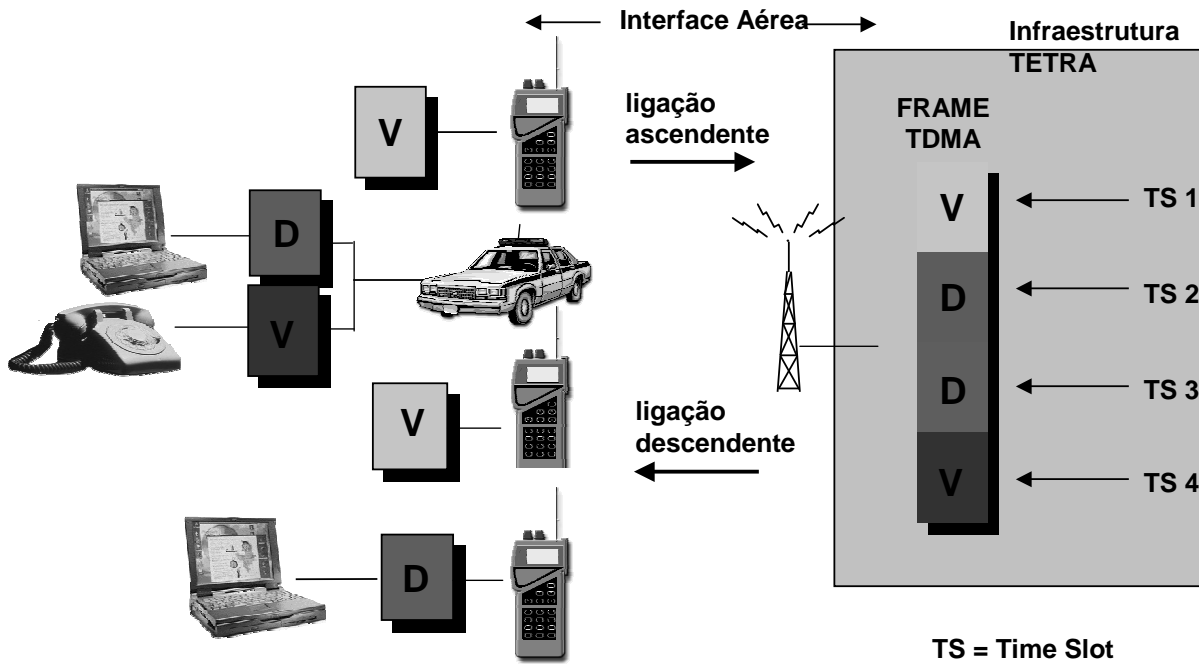 Interface Aérea
Infraestrutura
TETRA
ligação
ascendente
FRAME
TDMA
V
D
V
V
D
V
D
D
V
TS 1
TS 2
TS 3
TS 4
ligação
descendente
TS = Time Slot